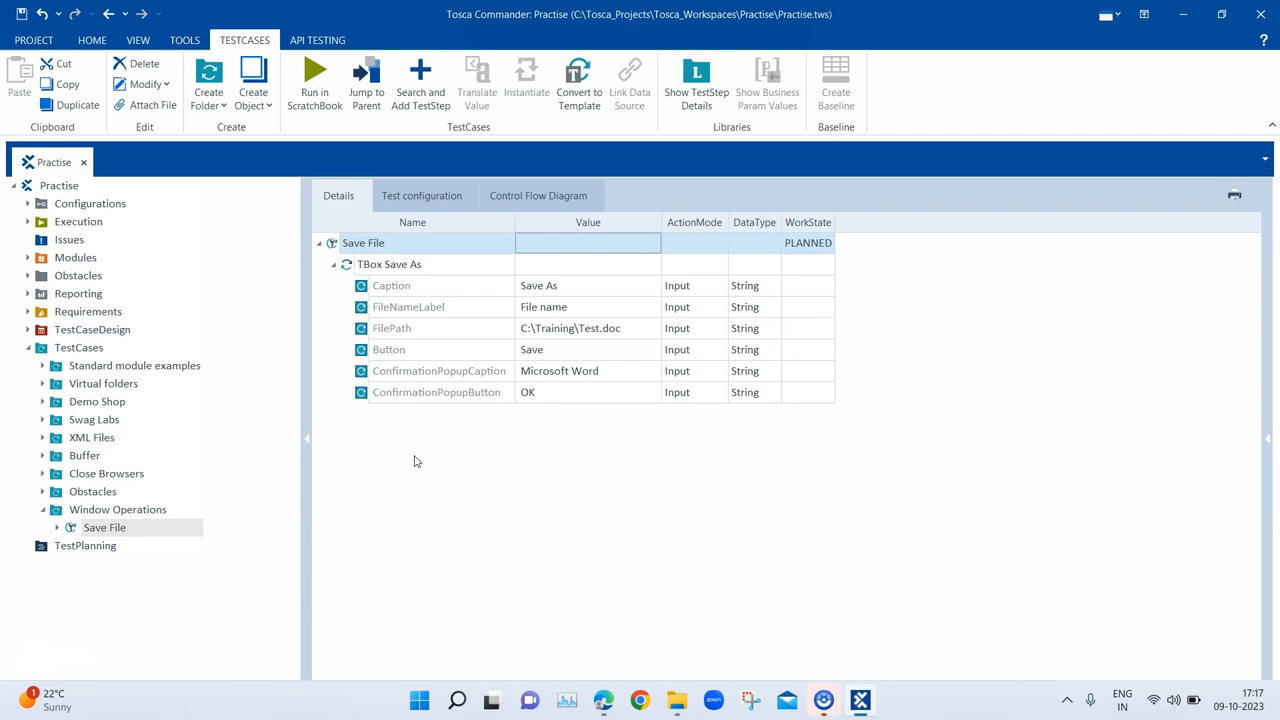 Tosca Commander: Practise (C:\Tosca_Projects\Tosca_Workspaces\Practise\Practise.tws)
PROJECT HOME VIEW TOOLS TESTCASES API TESTING ?
Paste
Cut
Copy
Duplicate
Clipboard
Delete
Modify
Attach File
Edit
Create Folder
Create Object
Create
Run in ScratchBook
Jump to Parent
Search and Add TestStep
Translate Value
Instantiate
Convert to Template
Link Data Source
TestCases
Show TestStep Details
Show Business Param Values
Libraries
Create Baseline
Baseline
Practise
Practise
Configurations
Execution
Issues
Modules
Obstacles
Reporting
Requirements
TestCaseDesign
TestCases
Standard module examples
Virtual folders
Demo Shop
Swag Labs
XML Files
Buffer
Close Browsers
Obstacles
Window Operations
Save File
TestPlanning
Details Test configuration Control Flow Diagram
Name Value ActionMode DataType WorkState
Save File PLANNED
TBox Save As
Caption Save As Input String
FileNameLabel File name Input String
FilePath C:\Training\Test.doc Input String
Button Save Input String
ConfirmationPopupCaption Microsoft Word Input String
ConfirmationPopupButton OK Input String
1
22°C
Sunny
zoom
ENG
IN
17:17
09-10-2023